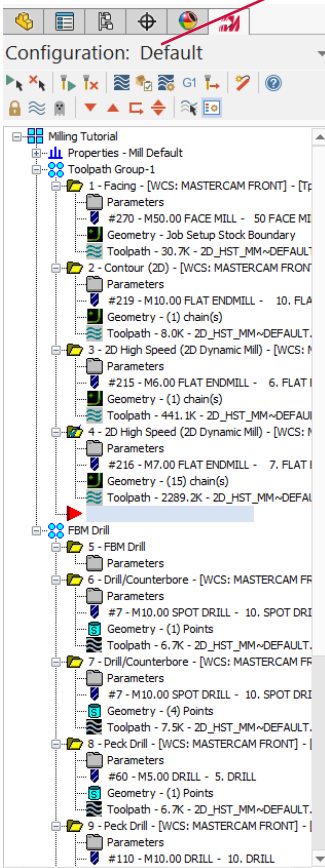 Configuration: Default
G1
Milling Tutorial
Properties - Mill Default
Toolpath Group-1
1 - Facing - [WCS: MASTERCAM FRONT] - [Tp
Parameters
#270 - M50.00 FACE MILL - 50 FACE MI
Geometry - Job Setup Stock Boundary
Toolpath - 30.7K - 2D_HST_MM~DEFAULT
2 - Contour (2D) - [WCS: MASTERCAM FRON
Parameters
#219 - M10.00 FLAT ENDMILL - 10. FLA
Geometry - (1) chain(s)
Toolpath - 8.0K - 2D_HST_MM~DEFAULT.
3 - 2D High Speed (2D Dynamic Mill) - [WCS: M
Parameters
#215 - M6.00 FLAT ENDMILL - 6. FLAT E
Geometry - (1) chain(s)
Toolpath - 441.1K - 2D_HST_MM~DEFAU
4 - 2D High Speed (2D Dynamic Mill) - [WCS: M
Parameters
#216 - M7.00 FLAT ENDMILL - 7. FLAT E
Geometry - (15) chain(s)
Toolpath - 2289.2K - 2D_HST_MM~DEFAU
FBM Drill
5 - FBM Drill
Parameters
6 - Drill/Counterbore - [WCS: MASTERCAM FR
Parameters
#7 - M10.00 SPOT DRILL - 10. SPOT DRI
Geometry - (1) Points
Toolpath - 6.7K - 2D_HST_MM~DEFAULT.
7 - Drill/Counterbore - [WCS: MASTERCAM FR
Parameters
#7 - M10.00 SPOT DRILL - 10. SPOT DRI
Geometry - (4) Points
Toolpath - 7.5K - 2D_HST_MM~DEFAULT.
8 - Peck Drill - [WCS: MASTERCAM FRONT] - [
Parameters
#60 - M5.00 DRILL - 5. DRILL
Geometry - (1) Points
Toolpath - 6.7K - 2D_HST_MM~DEFAULT.
9 - Peck Drill - [WCS: MASTERCAM FRONT] - [
Parameters
#110 - M10.00 DRILL - 10. DRILL